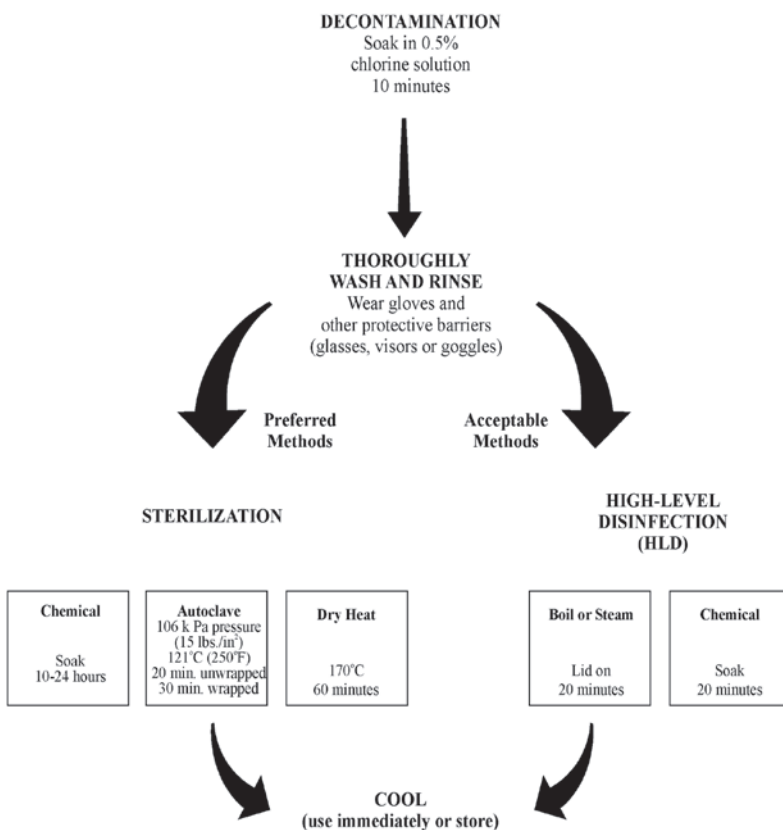 DECONTAMINATION
Soak in 0.5%
chlorine solution
10 minutes
THOROUGHLY
WASH AND RINSE
Wear gloves and
other protective barriers
(glasses, visors or goggles)
Preferred
Methods
Acceptable
Methods
STERILIZATION
HIGH-LEVEL
DISINFECTION
(HLD)
Chemical
Soak
10-24 hours
Autoclave
106 k Pa pressure
(15 lbs./in²)
121°C (250°F)
20 min. unwrapped
30 min. wrapped
Dry Heat
170°C
60 minutes
Boil or Steam
Lid on
20 minutes
Chemical
Soak
20 minutes
COOL
(use immediately or store)